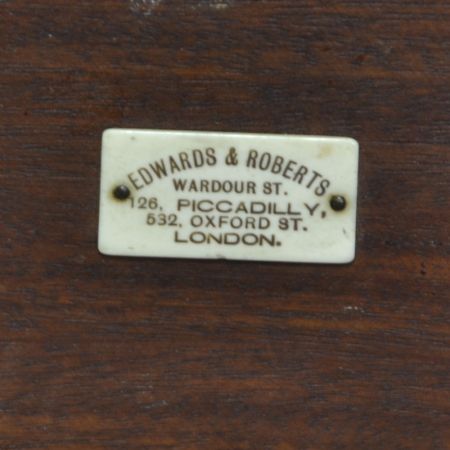 EDWARDS & ROBERTS
WARDOUR ST.
126, PICCADILLY,
532, OXFORD ST.
LONDON.